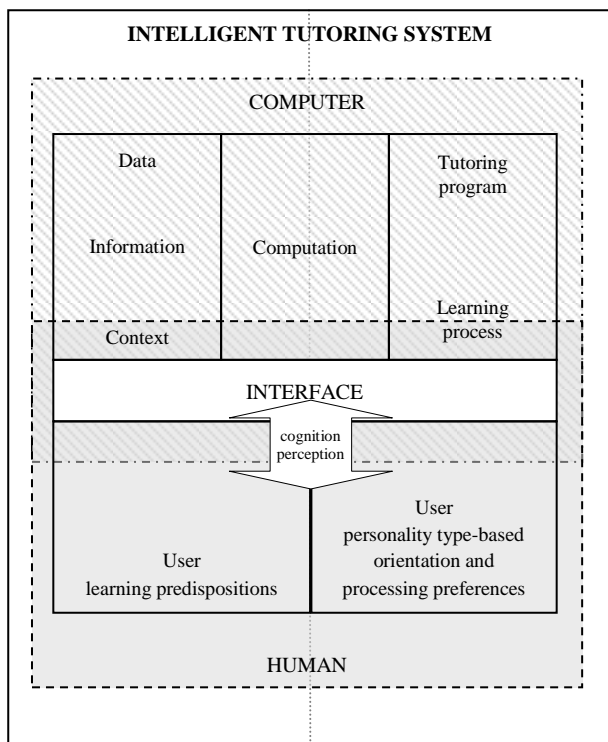 INTELLIGENT TUTORING SYSTEM
COMPUTER
Data
Information
Context
Computation
Tutoring
program
Learning
process
INTERFACE
cognition
perception
User
learning predispositions
User
personality type-based
orientation and
processing preferences
HUMAN